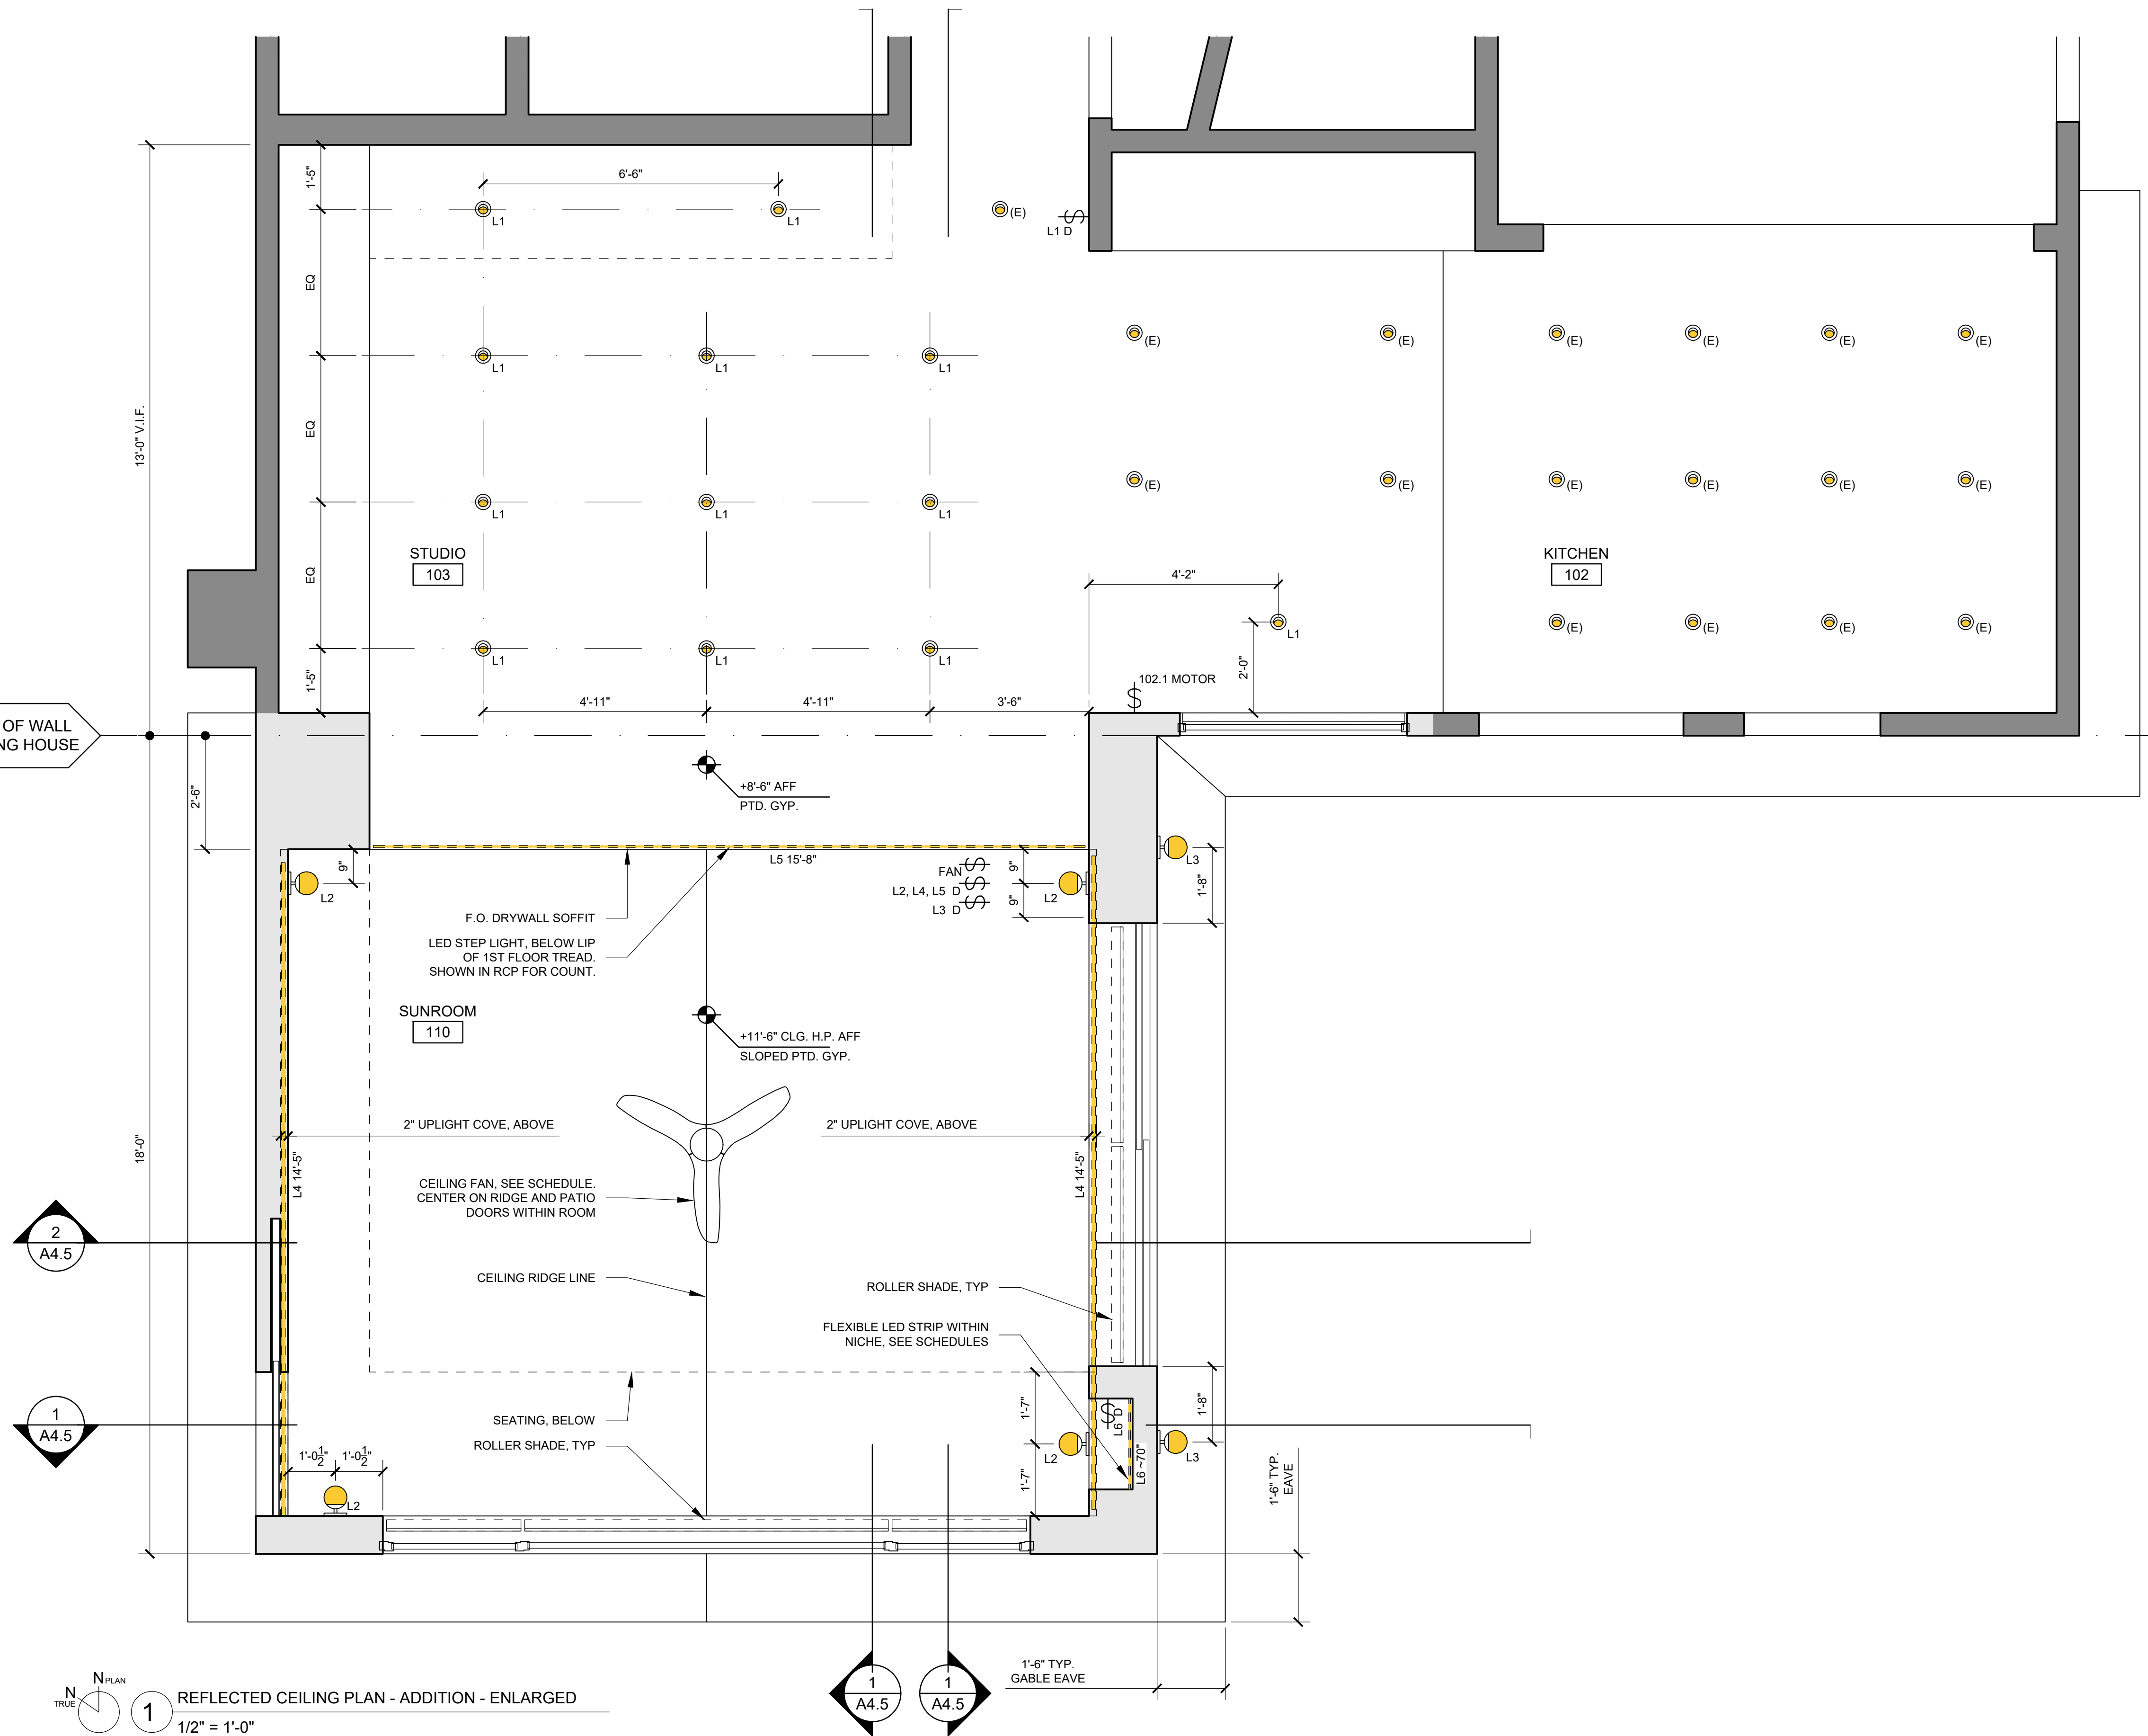 6'-6"
1'-5"
L1
L1
(E)
L1 D
EQ
(E)
(E)
(E)
(E)
(E)
(E)
L1
L1
L1
13'-0" V.I.F.
EQ
(E)
(E)
(E)
(E)
(E)
(E)
L1
L1
L1
STUDIO
103
KITCHEN
102
EQ
4'-2"
L1
(E)
(E)
(E)
(E)
L1
L1
L1
2'-0"
1'-5"
102.1 MOTOR
4'-11"
4'-11"
3'-6"
OF WALL
NG HOUSE
2'-6"
+8'-6" AFF
PTD. GYP.
L5 15'-8"
9"
L2
FAN
L2, L4, L5 D
L3 D
9"
9"
L2
L3
1'-8"
F.O. DRYWALL SOFFIT
LED STEP LIGHT, BELOW LIP
OF 1ST FLOOR TREAD.
SHOWN IN RCP FOR COUNT.
SUNROOM
110
+11'-6" CLG. H.P. AFF
SLOPED PTD. GYP.
2" UPLIGHT COVE, ABOVE
2" UPLIGHT COVE, ABOVE
18'-0"
L4 14'-5"
L4 14'-5"
CEILING FAN, SEE SCHEDULE.
CENTER ON RIDGE AND PATIO
DOORS WITHIN ROOM
2
A4.5
CEILING RIDGE LINE
ROLLER SHADE, TYP
FLEXIBLE LED STRIP WITHIN
NICHE, SEE SCHEDULES
1
A4.5
SEATING, BELOW
ROLLER SHADE, TYP
1'-7"
1'-7"
L6 D
L6 ~70"
L2
L3
1'-8"
1'-0 1/2"
1'-0 1/2"
L2
1'-6" TYP.
EAVE
1'-6" TYP.
GABLE EAVE
1
A4.5
1
A4.5
N PLAN
N
TRUE
1
REFLECTED CEILING PLAN - ADDITION - ENLARGED
1/2" = 1'-0"